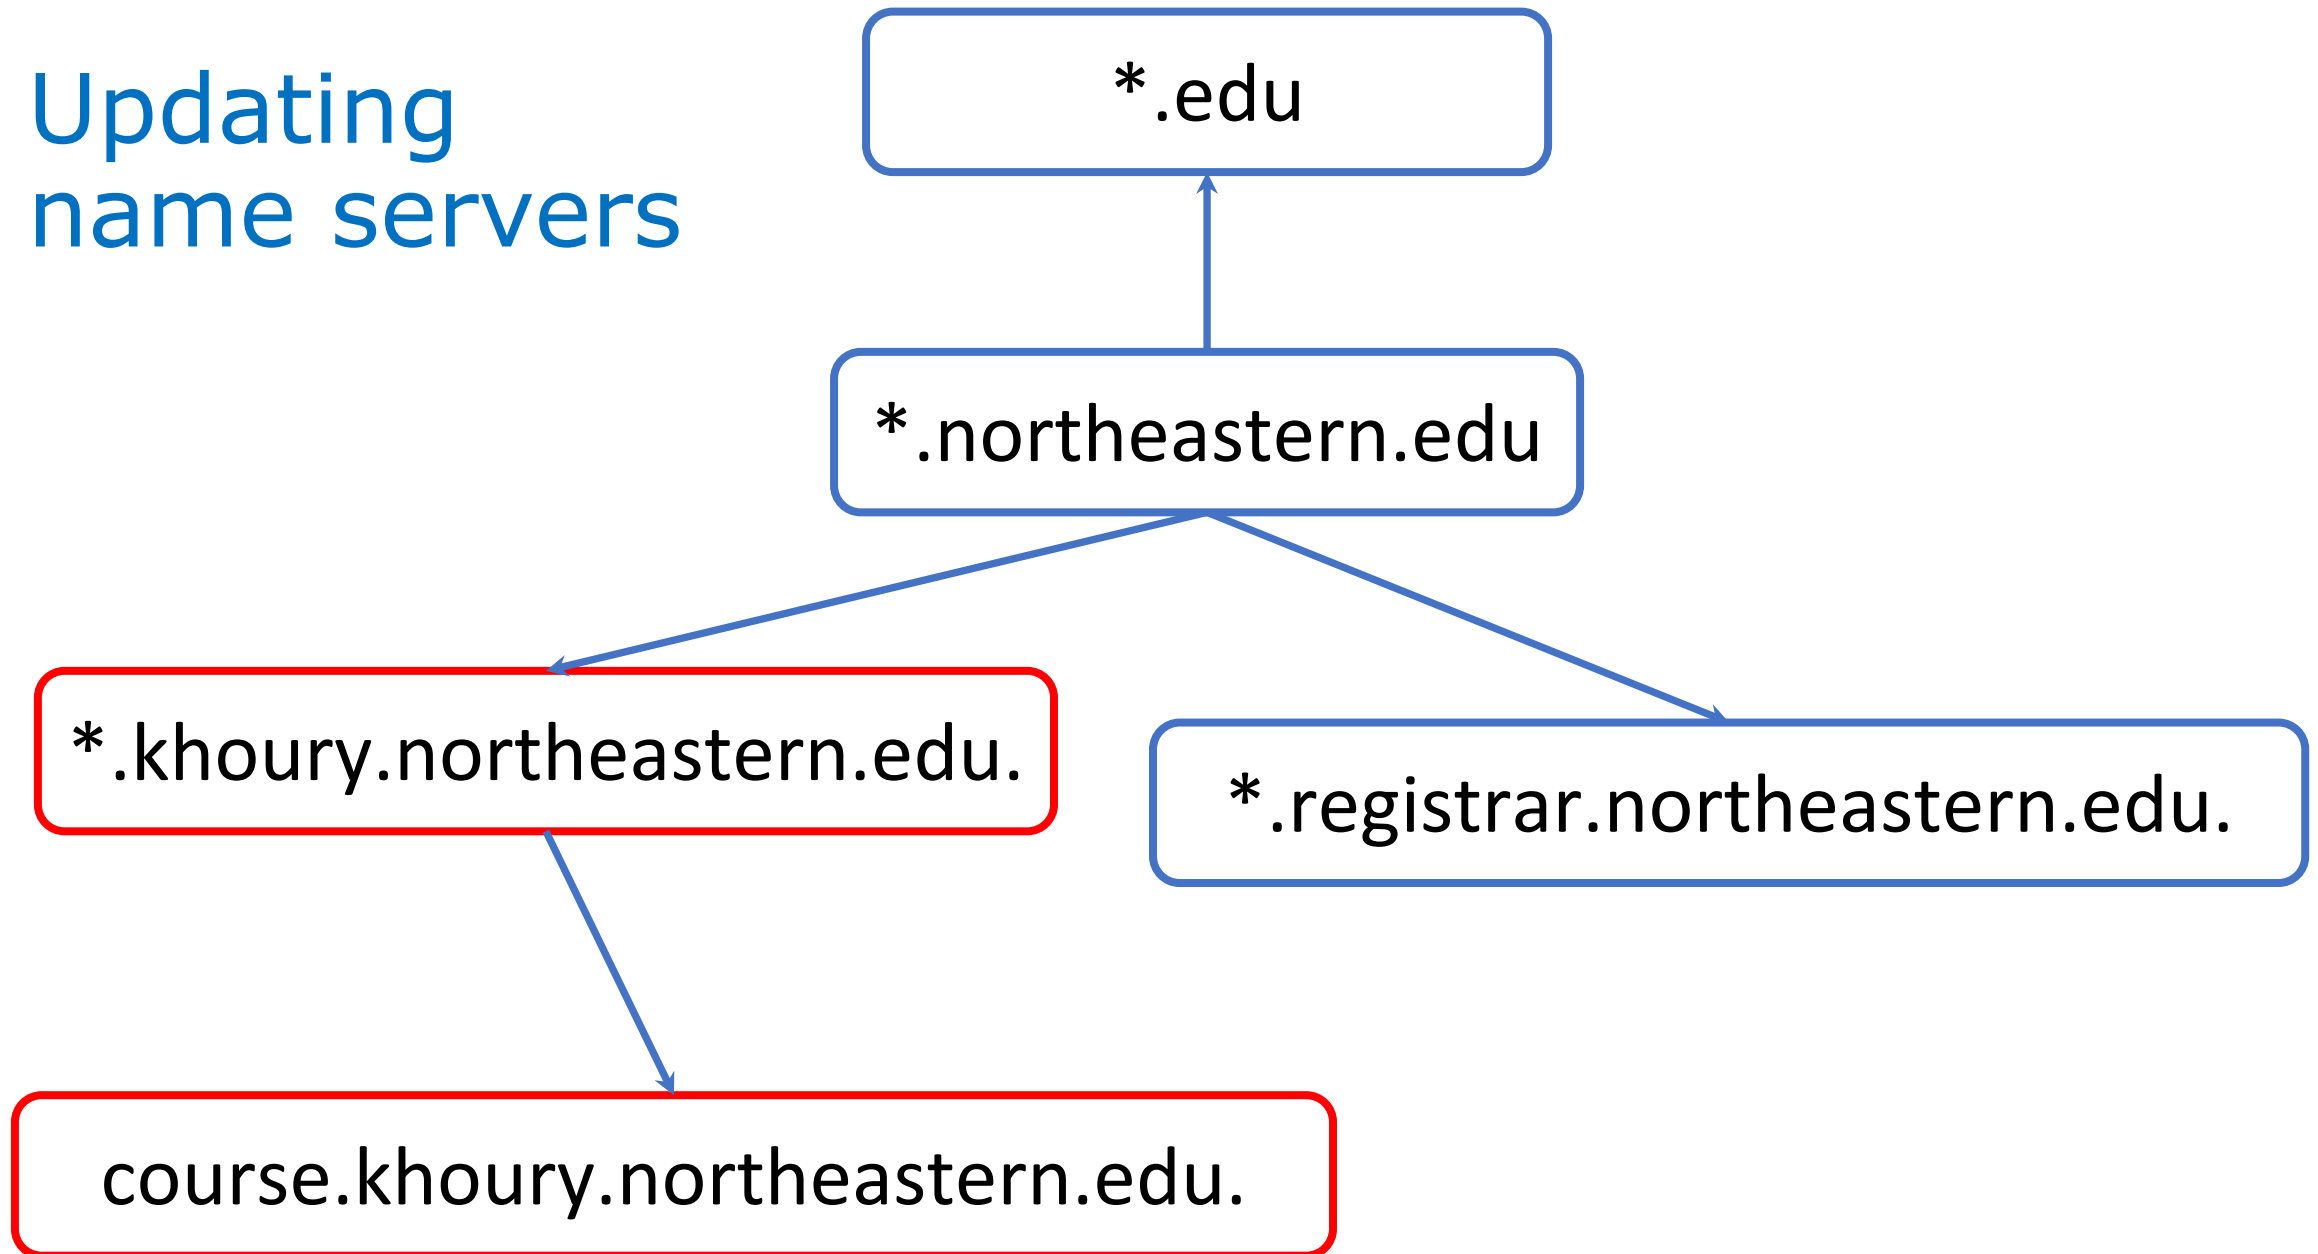 Updating
name servers
*.edu
*.northeastern.edu
*.khoury.northeastern.edu.
*.registrar.northeastern.edu.
course.khoury.northeastern.edu.